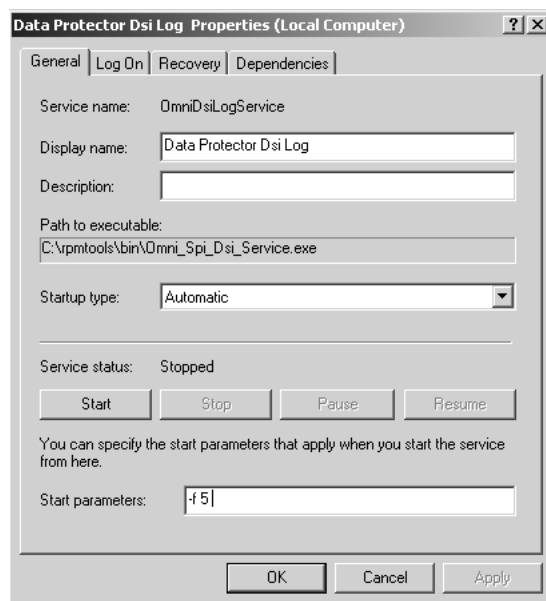 Data Protector Dsi Log Properties (Local Computer)
General Log On Recovery Dependencies
Service name: OmniDsiLogService
Display name: Data Protector Dsi Log
Description:
Path to executable:
C:\rpmtools\bin\Omni_Spi_Dsi_Service.exe
Startup type: Automatic
Service status: Stopped
Start Stop Pause Resume
You can specify the start parameters that apply when you start the service
from here.
Start parameters: -f 5
OK Cancel Apply